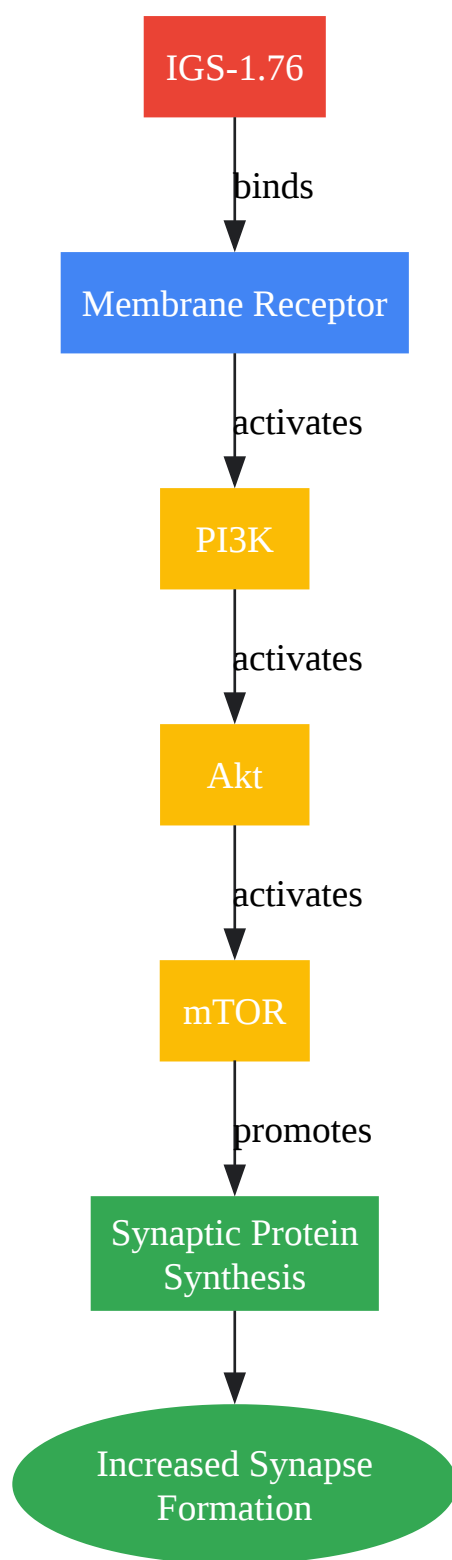 IGS-1.76
binds
Membrane Receptor
activates
PI3K
activates
Akt
activates
mTOR
promotes
Synaptic Protein
Synthesis
Increased Synapse
Formation